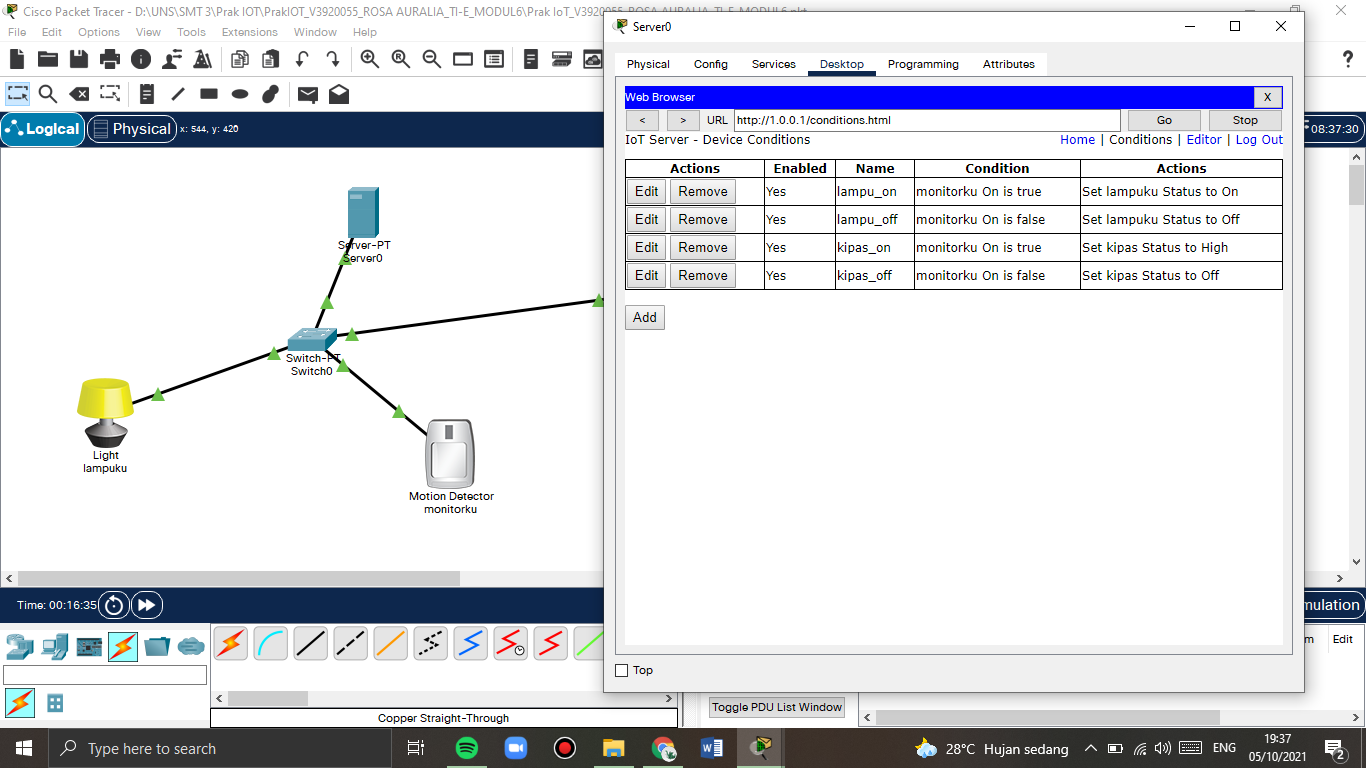 Cisco Packet Tracer - D:\UNS\SMT 3\Prak IOT\PrakIOT_V3920055_ROSA AURALIA_TI-E_MODUL6\Prak IoT_V3920055_ROSA AURALIA_TI-E_MODUL6.pkt
File Edit Options View Tools Extensions Window Help
Logical
Physical
x: 544, y: 420
08:37:30
Server-PT
Server0
Switch-PT
Switch0
Light
lampuku
Motion Detector
monitorku
Server0
Physical Config Services Desktop Programming Attributes
Web Browser X
< > URL http://1.0.0.1/conditions.html Go Stop
IoT Server - Device Conditions Home | Conditions | Editor | Log Out
Actions Enabled Name Condition Actions
Edit Remove Yes lampu_on monitorku On is true Set lampuku Status to On
Edit Remove Yes lampu_off monitorku On is false Set lampuku Status to Off
Edit Remove Yes kipas_on monitorku On is true Set kipas Status to High
Edit Remove Yes kipas_off monitorku On is false Set kipas Status to Off
Add
Top
Time: 00:16:35
mulation
m Edit
Copper Straight-Through
Toggle PDU List Window
Type here to search
28°C Hujan sedang
ENG
19:37
05/10/2021
2